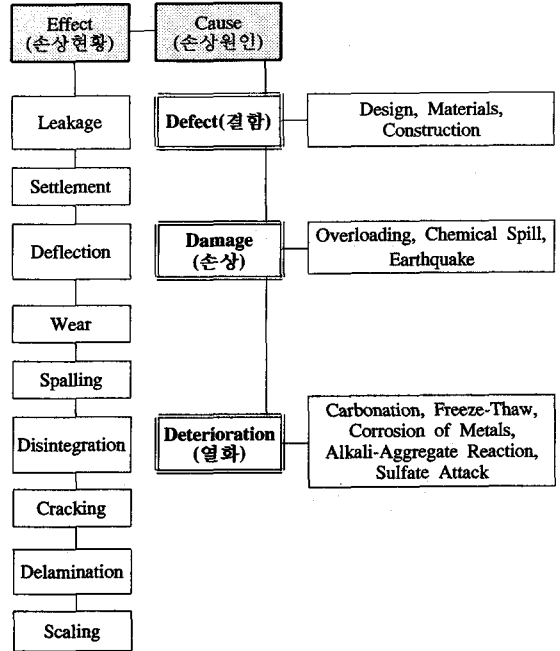 Effect
(손상현황)
Cause
(손상원인)
Leakage
Settlement
Deflection
Wear
Spalling
Disintegration
Cracking
Delamination
Scaling
Defect(결함)
Design, Materials,
Construction
Damage
(손상)
Overloading, Chemical Spill,
Earthquake
Deterioration
(열화)
Carbonation, Freeze-Thaw,
Corrosion of Metals,
Alkali-Aggregate Reaction,
Sulfate Attack